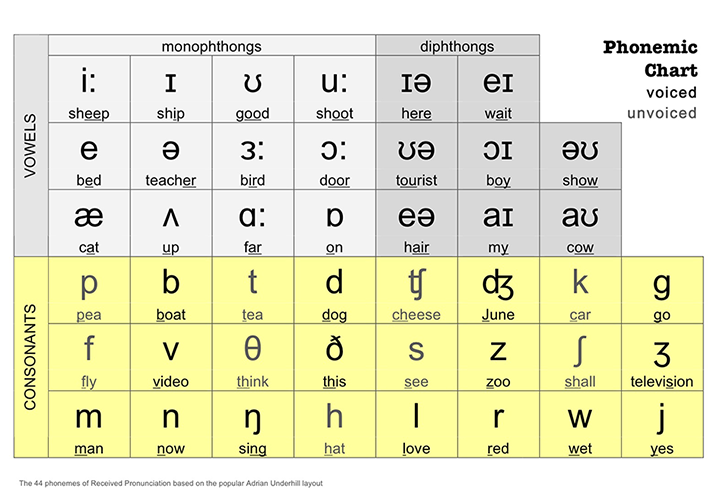 monophthongs diphthongs
Phonemic
Chart
voiced
unvoiced
VOWELS
iː ɪ ʊ uː ɪə eɪ
sheep ship good shoot here wait
e ə ɜː ɔː ʊə ɔɪ əʊ
bed teacher bird door tourist boy show
æ ʌ ɑː ɒ eə aɪ aʊ
cat up far on hair my cow
CONSONANTS
p b t d ʧ ʤ k g
pea boat tea dog cheese June car go
f v θ ð s z ʃ ʒ
fly video think this see zoo shall television
m n ŋ h l r w j
man now sing hat love red wet yes
The 44 phonemes of Received Pronunciation based on the popular Adrian Underhill layout